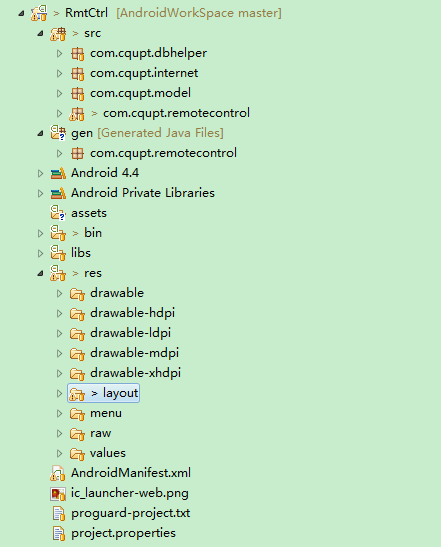 > RmtCtrl [AndroidWorkSpace master]
> src
com.cqupt.dbhelper
com.cqupt.internet
com.cqupt.model
> com.cqupt.remotecontrol
gen [Generated Java Files]
com.cqupt.remotecontrol
Android 4.4
Android Private Libraries
assets
> bin
libs
> res
drawable
drawable-hdpi
drawable-ldpi
drawable-mdpi
drawable-xhdpi
> layout
menu
raw
values
AndroidManifest.xml
ic_launcher-web.png
proguard-project.txt
project.properties